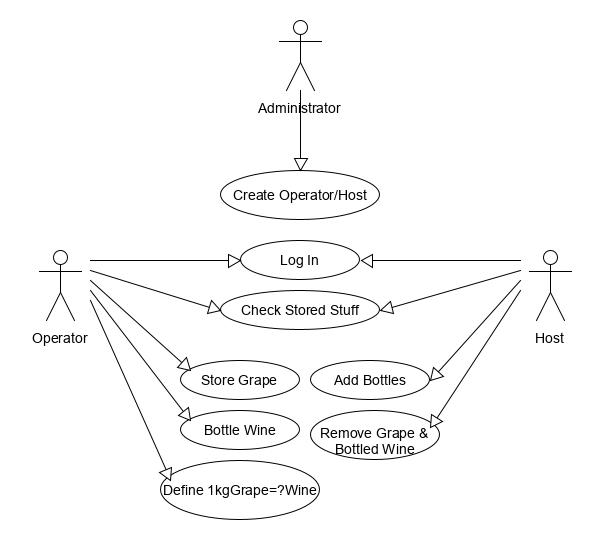 Administrator
Create Operator/Host
Log In
Check Stored Stuff
Operator
Host
Store Grape
Add Bottles
Bottle Wine
Remove Grape &
Bottled Wine
Define 1kgGrape=?Wine